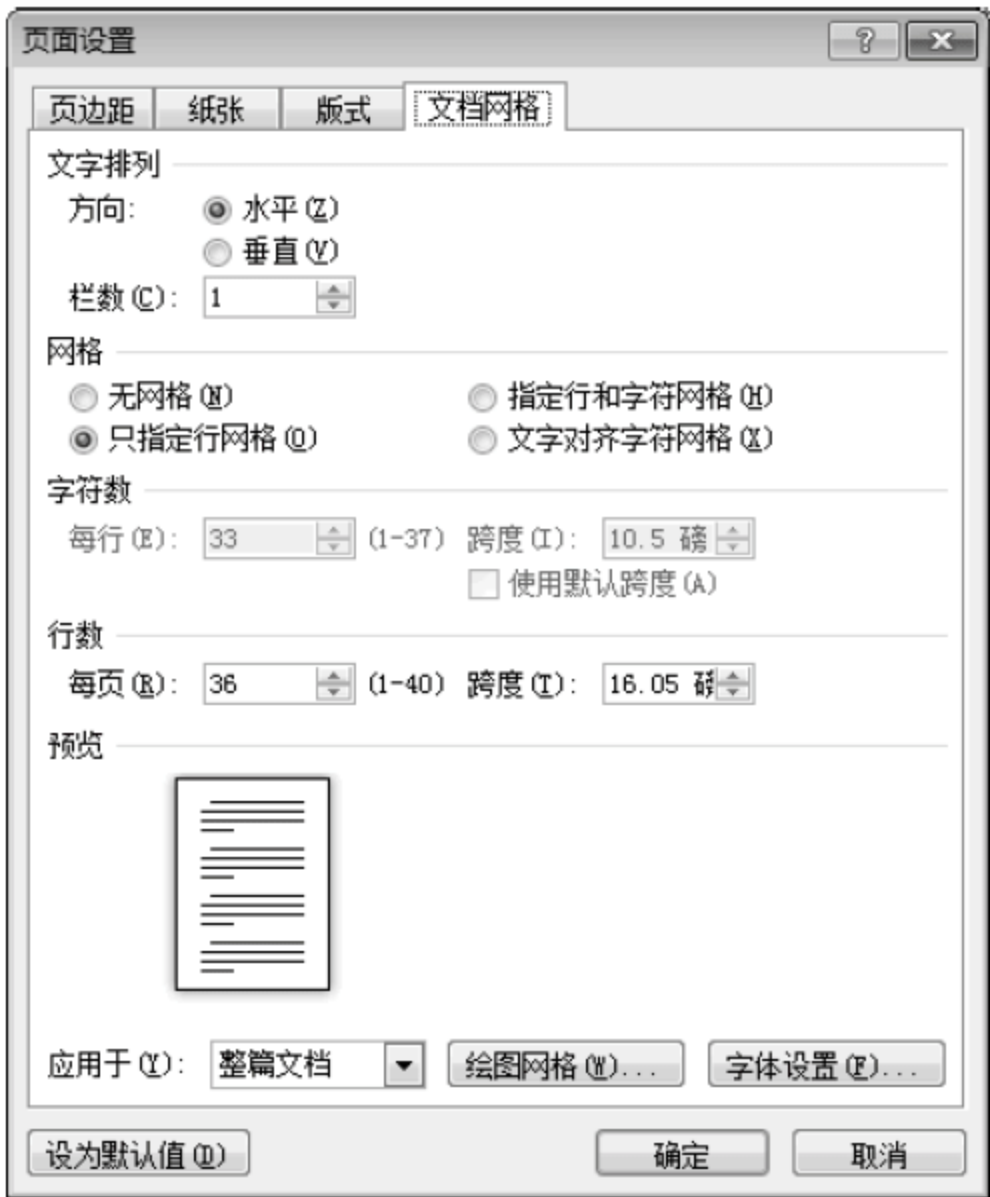 页面设置
页边距 纸张 版式 文档网格
文字排列
方向: 水平(Z)
垂直(V)
栏数(C): 1
网格
无网格(N) 指定行和字符网格(H)
只指定行网格(O) 文字对齐字符网格(X)
字符数
每行(E): 33 (1-37) 跨度(I): 10.5 磅
使用默认跨度(A)
行数
每页(R): 36 (1-40) 跨度(T): 16.05 磅
预览
应用于(Y): 整篇文档 绘图网格(W)... 字体设置(F)...
设为默认值(D) 确定 取消